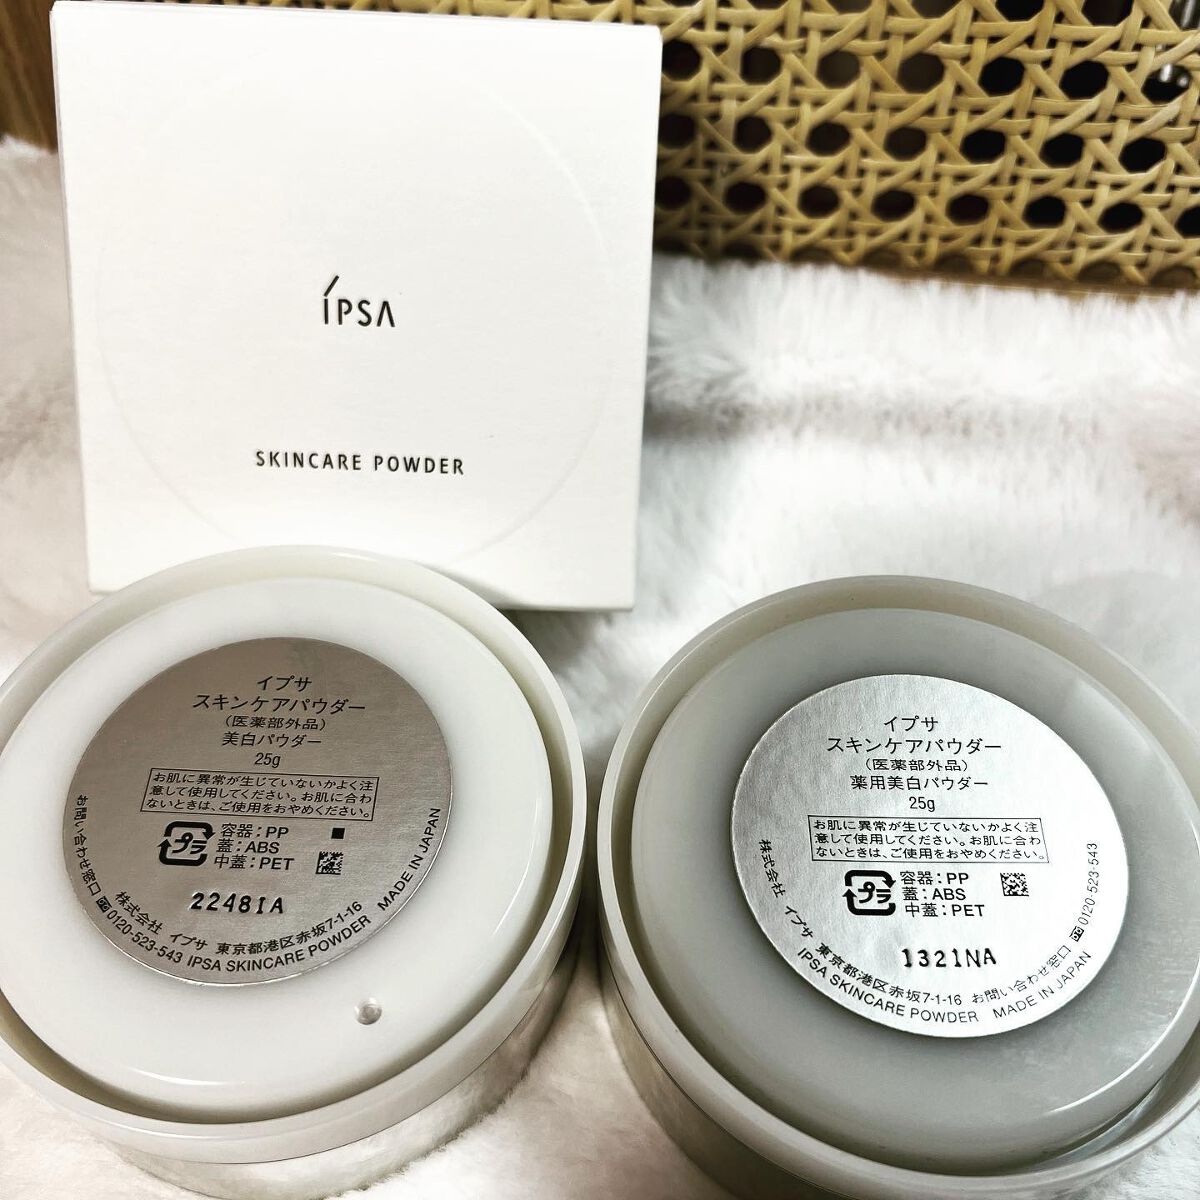 ÍPSA
SKINCARE POWDER
イプサ
スキンケアパウダー
(医薬部外品)
美白パウダー
25g
お肌に異常が生じていないかよく注
意して使用してください。お肌に合わ
ないときは、ご使用をおやめください。
プラ
容器:PP
蓋:ABS
中蓋:PET
22481A
株式会社 イプサ 東京都港区赤坂7-1-16
お問い合わせ窓口 0120-523-543 IPSA SKINCARE POWDER MADE IN JAPAN
イプサ
スキンケアパウダー
(医薬部外品)
薬用美白パウダー
25g
お肌に異常が生じていないかよく注
意して使用してください。お肌に合わ
ないときは、ご使用をおやめください。
プラ
容器:PP
蓋:ABS
中蓋:PET
1321NA
株式会社 イプサ 東京都港区赤坂7-1-16 お問い合わせ窓口 0120-523-543
IPSA SKINCARE POWDER MADE IN JAPAN